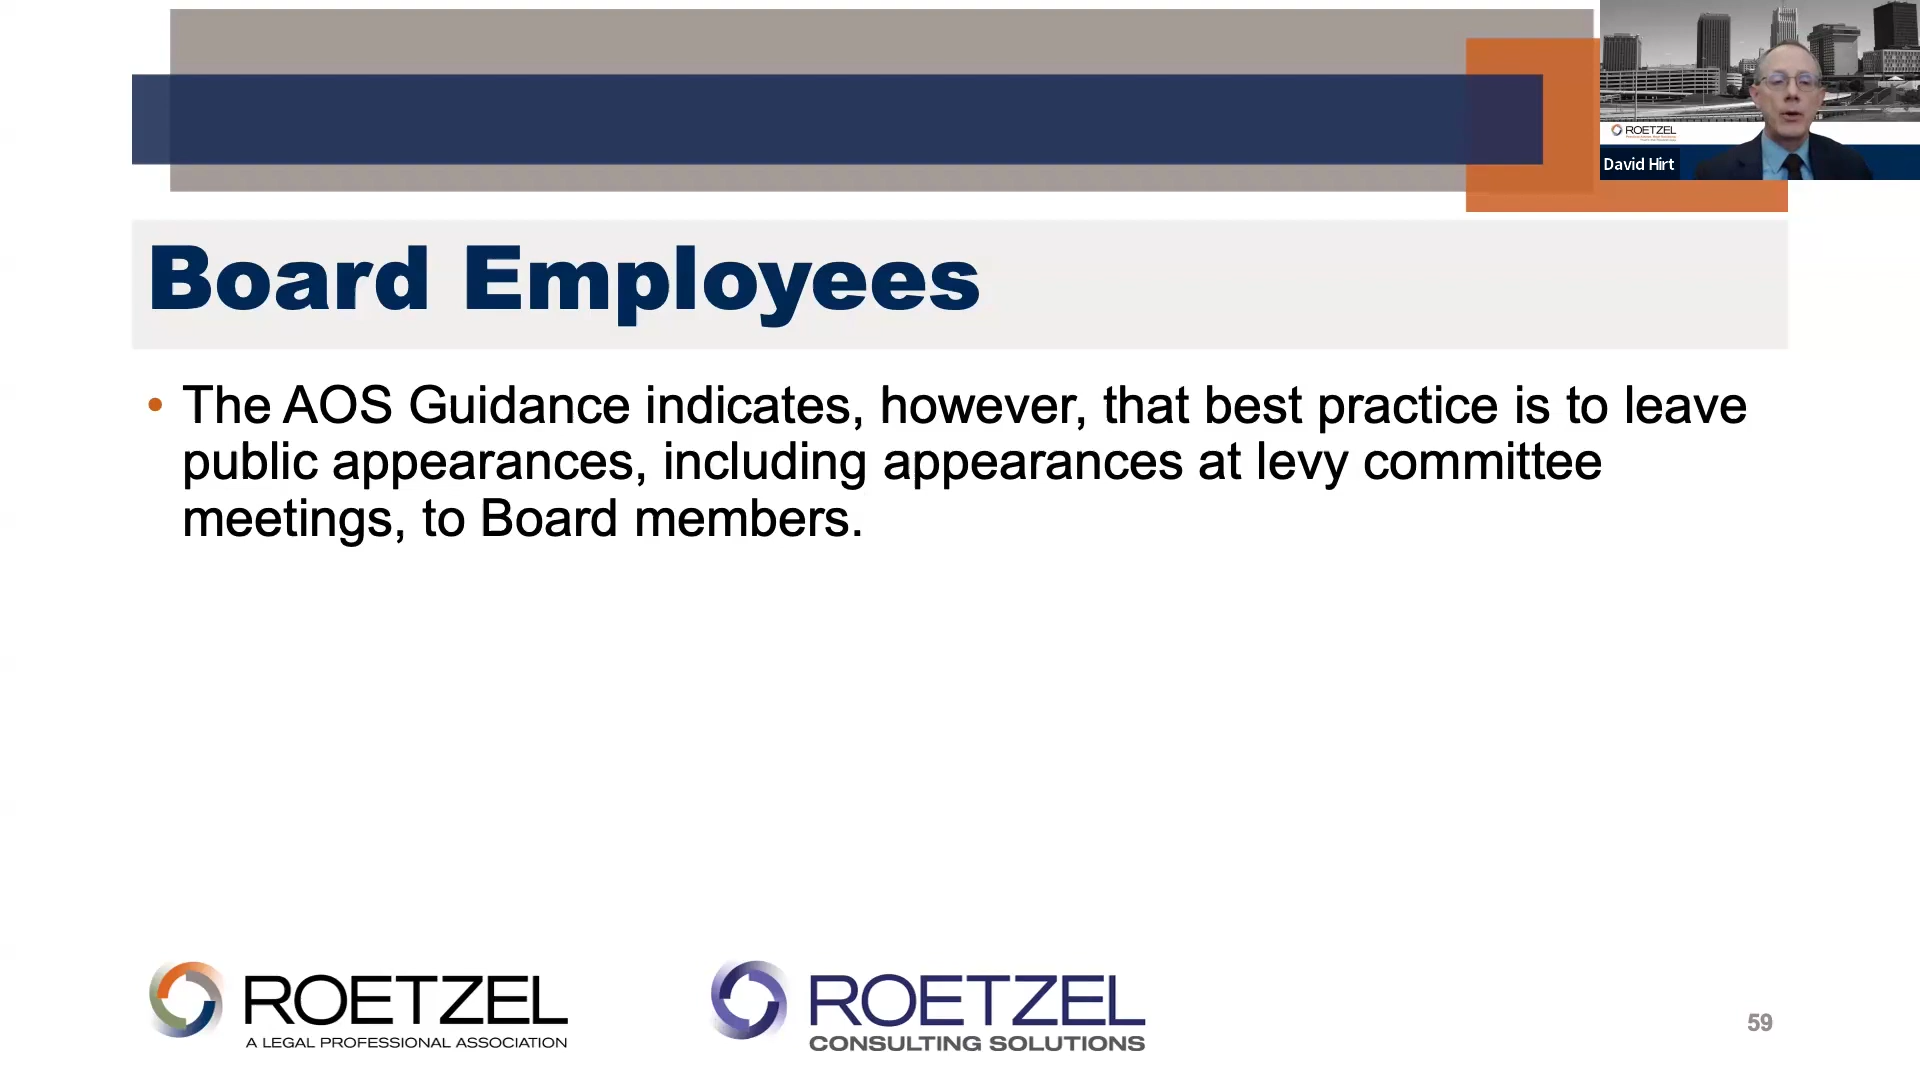 ROETZEL
David Hirt
Board Employees
• The AOS Guidance indicates, however, that best practice is to leave
public appearances, including appearances at levy committee
meetings, to Board members.
ROETZEL
A LEGAL PROFESSIONAL ASSOCIATION
ROETZEL
CONSULTING SOLUTIONS
59